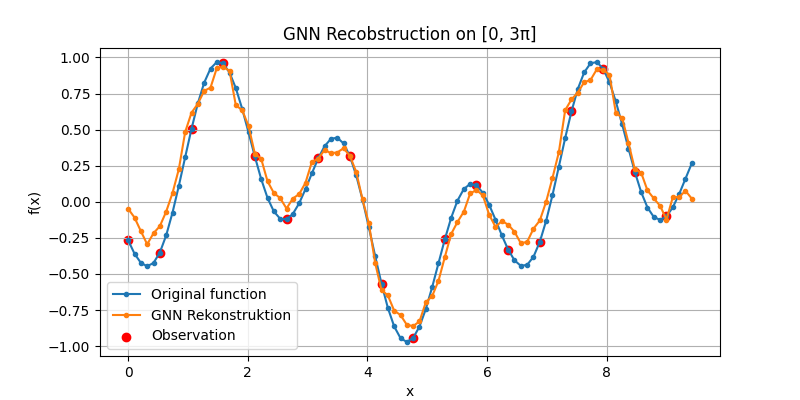 GNN Recobstruction on [0, 3π]
1.00
0.75
0.50
0.25
0.00
−0.25
−0.50
−0.75
−1.00
f(x)
Original function
GNN Rekonstruktion
Observation
0 2 4 6 8
x